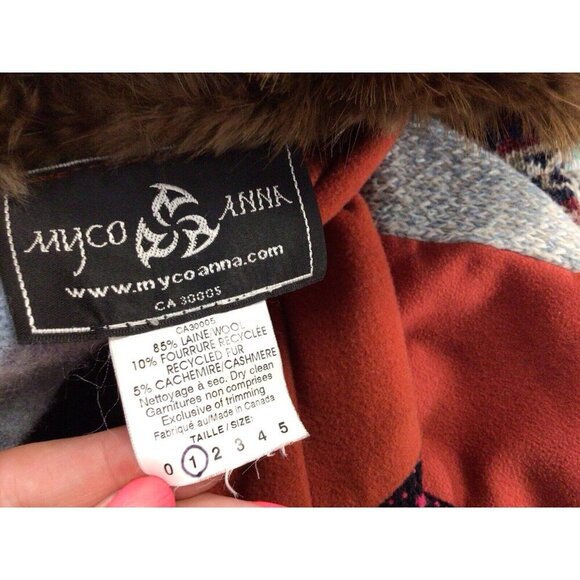 MYCO ANNA
www.mycoanna.com
CA 30005
CA30005
85% LAINE/WOOL
10% FOURRURE RECYCLÉE
RECYCLED FUR
5% CACHEMIRE/CASHMERE
Nettoyage à sec. Dry clean
Garnitures non comprises
Exclusive of trimming
Fabriqué au/Made in Canada
TAILLE/SIZE:
0 1 2 3 4 5